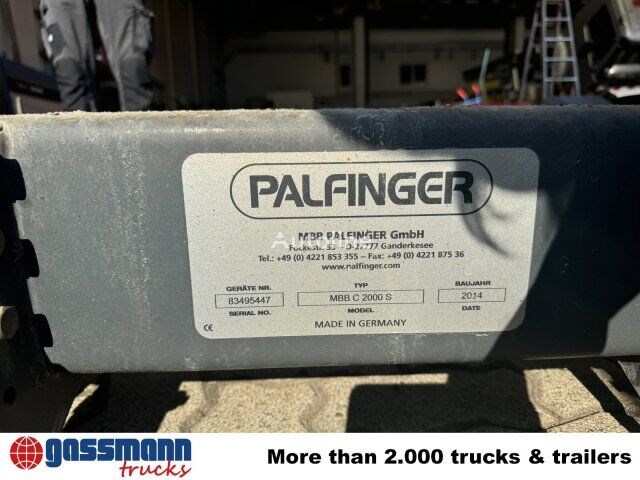 PALFINGER
MBB PALFINGER GmbH
Fockestr. 53 - D-27777 Ganderkesee
Tel.: +49 (0) 4221 853 355 – Fax: +49 (0) 4221 875 36
www.palfinger.com
GERÄTE NR. TYP BAUJAHR
83495447 MBB C 2000 S 2014
SERIAL NO. MODEL DATE
CE MADE IN GERMANY
gassmann
trucks
More than 2.000 trucks & trailers